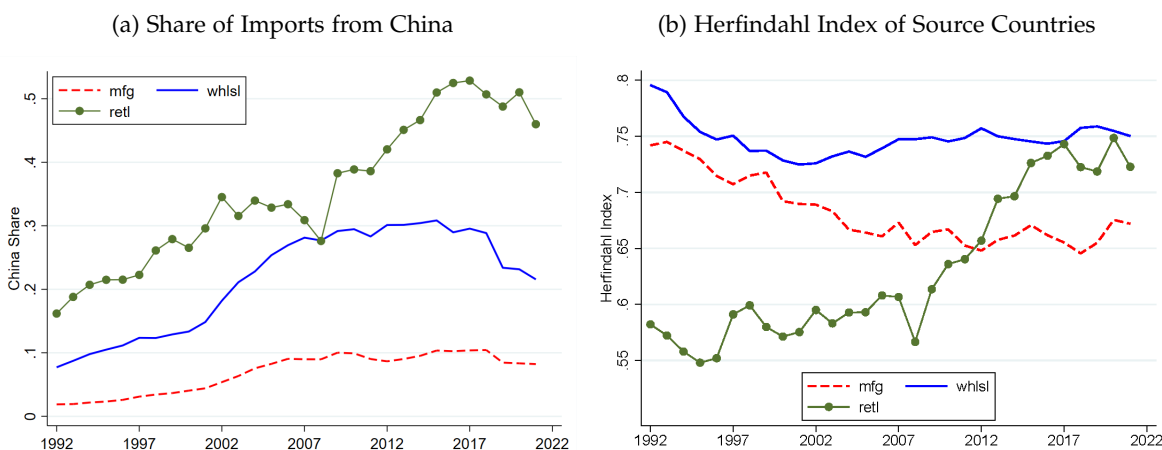 (a) Share of Imports from China
mfg
whlsl
retl
China Share
.5
.4
.3
.2
.1
0
1992
1997
2002
2007
2012
2017
2022
(b) Herfindahl Index of Source Countries
Herfindahl Index
.8
.75
.7
.65
.6
.55
mfg
whlsl
retl
1992
1997
2002
2007
2012
2017
2022